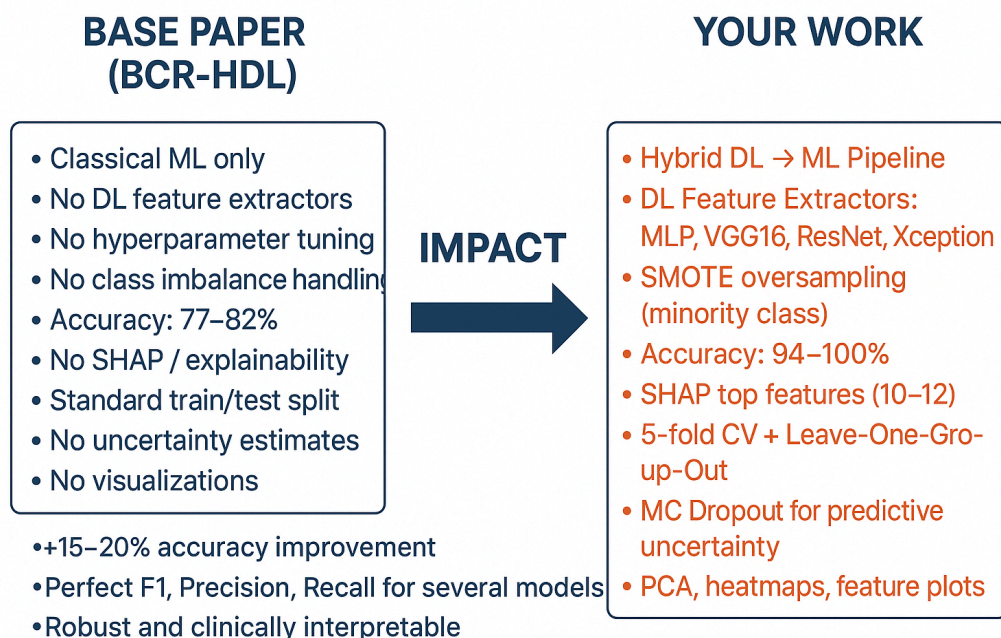 BASE PAPER
(BCR-HDL)
• Classical ML only
• No DL feature extractors
• No hyperparameter tuning
• No class imbalance handling
• Accuracy: 77–82%
• No SHAP / explainability
• Standard train/test split
• No uncertainty estimates
• No visualizations
IMPACT
YOUR WORK
• Hybrid DL → ML Pipeline
• DL Feature Extractors:
MLP, VGG16, ResNet, Xception
• SMOTE oversampling
(minority class)
• Accuracy: 94–100%
• SHAP top features (10–12)
• 5-fold CV + Leave-One-Gro-
up-Out
• MC Dropout for predictive
uncertainty
• PCA, heatmaps, feature plots
•+15–20% accuracy improvement
•Perfect F1, Precision, Recall for several models
•Robust and clinically interpretable